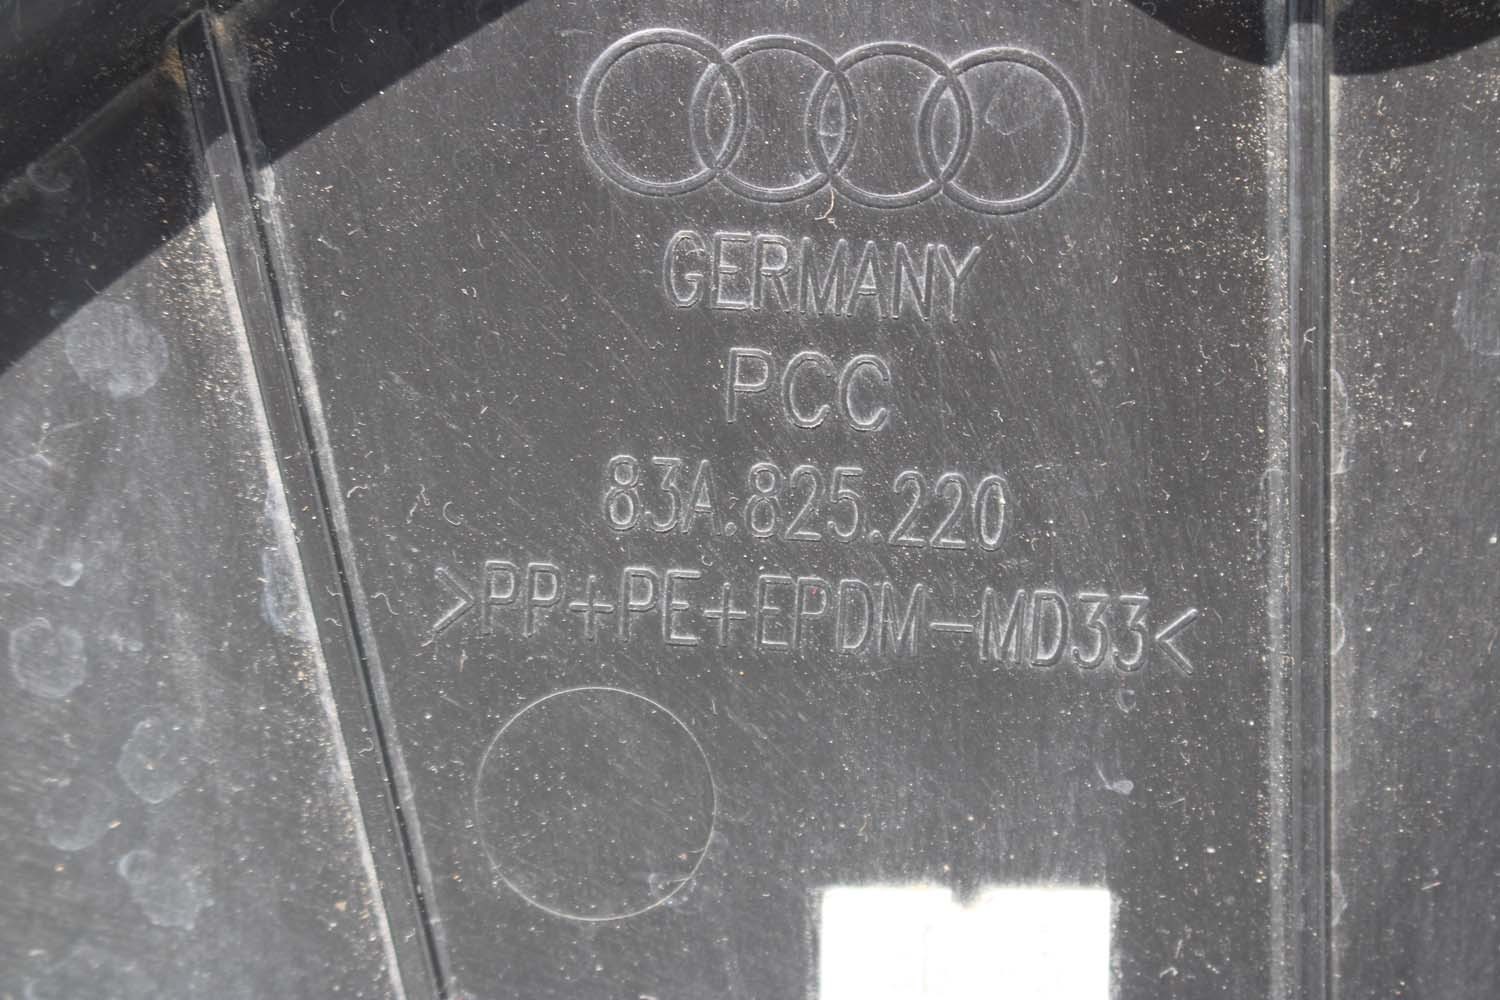 GERMANY
PCC
83A.825.220
>PP+PE+EPDM-MD33<